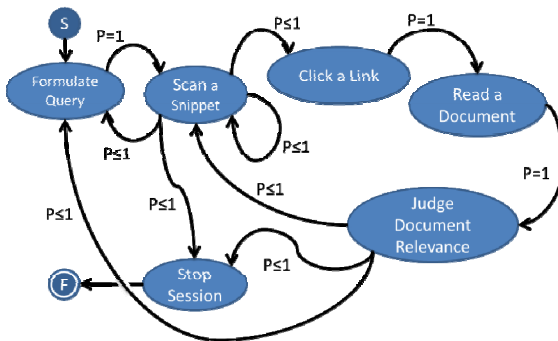 S
P=1
P≤1
P=1
Formulate
Query
Scan a
Snippet
Click a Link
Read a
Document
P≤1
P≤1
P=1
P≤1
P≤1
P≤1
Judge
Document
Relevance
P≤1
F
Stop
Session